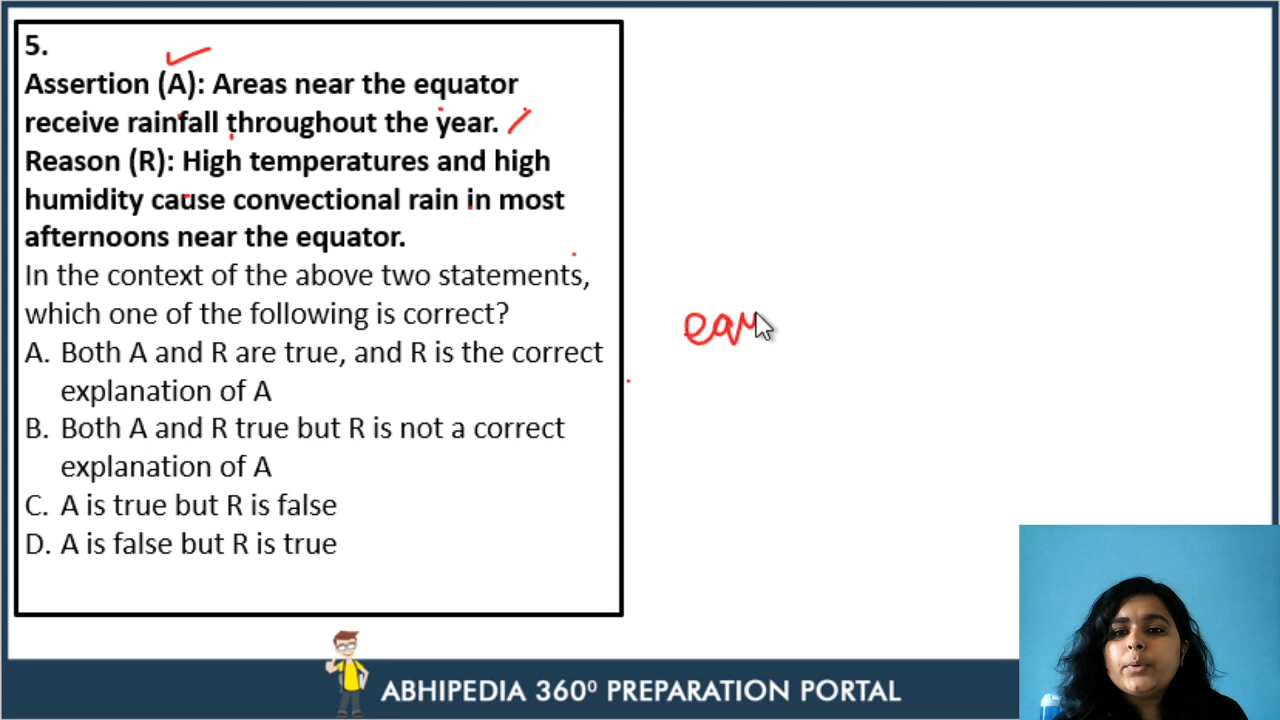 5.
Assertion (A): Areas near the equator
receive rainfall throughout the year.
Reason (R): High temperatures and high
humidity cause convectional rain in most
afternoons near the equator.
In the context of the above two statements,
which one of the following is correct?
A. Both A and R are true, and R is the correct
explanation of A
B. Both A and R true but R is not a correct
explanation of A
C. A is true but R is false
D. A is false but R is true
ABHIPEDIA 360⁰ PREPARATION PORTAL